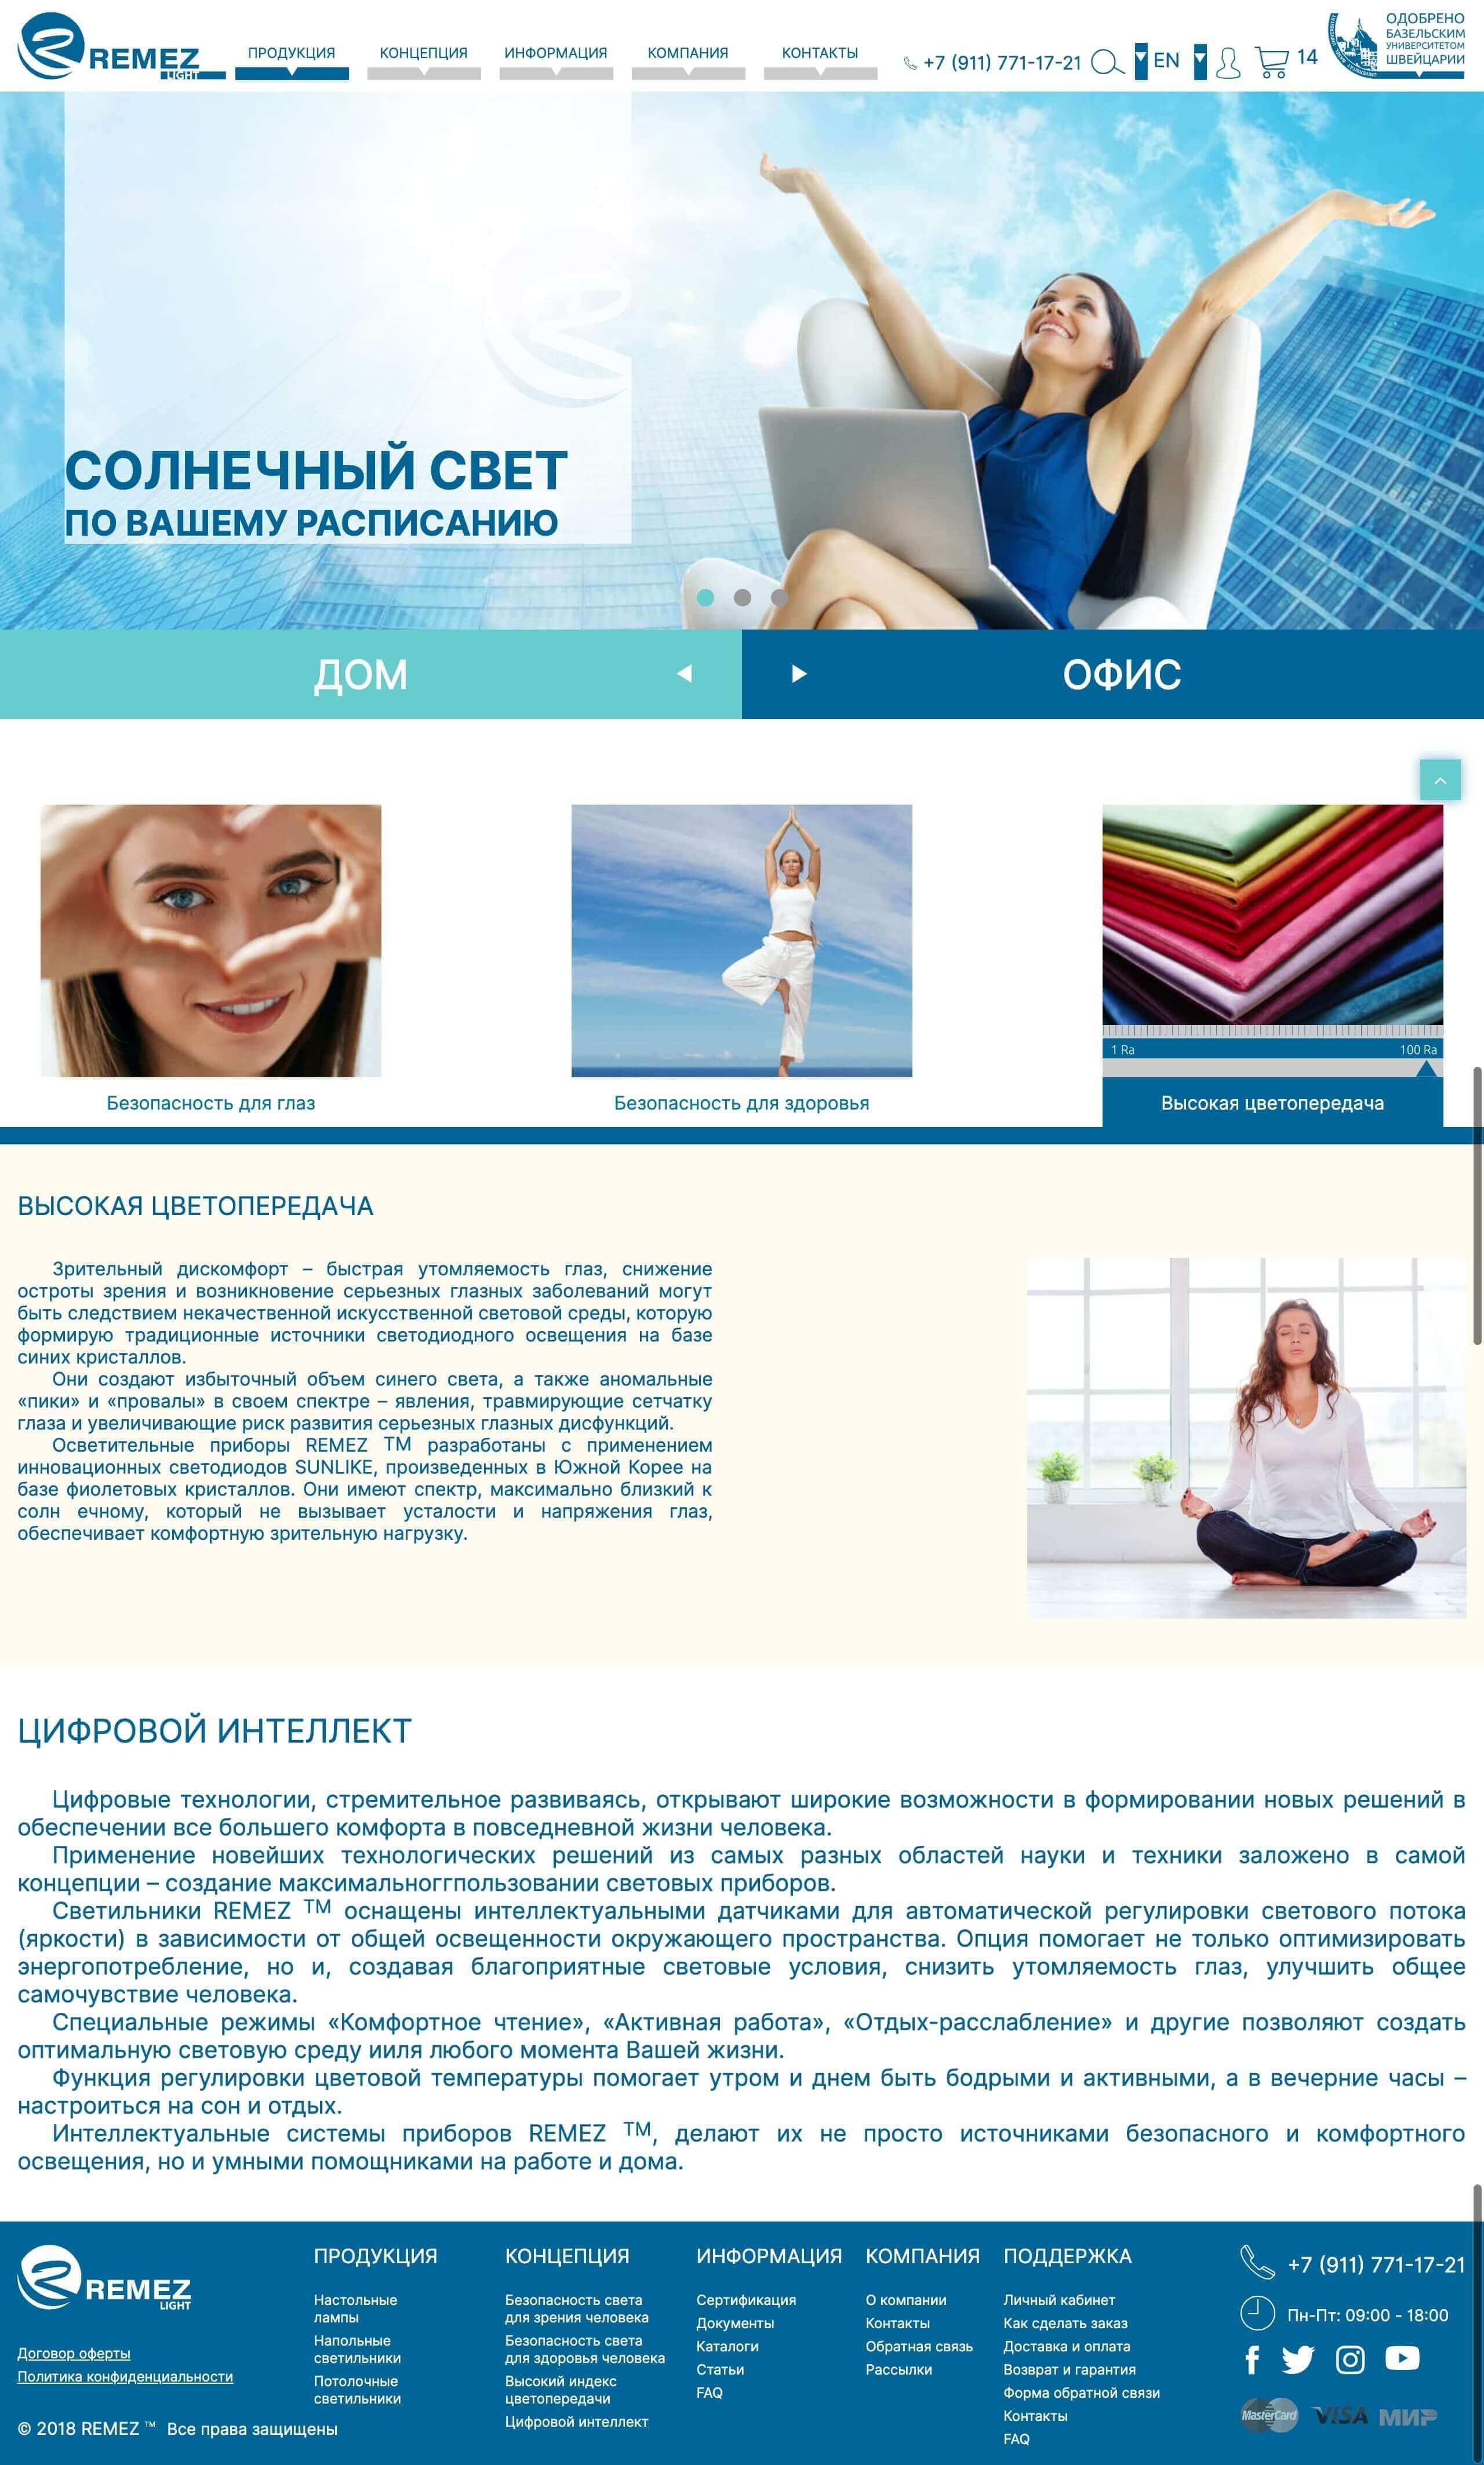 REMEZ
LIGHT
ПРОДУКЦИЯ
КОНЦЕПЦИЯ
ИНФОРМАЦИЯ
КОМПАНИЯ
КОНТАКТЫ
+7 (911) 771-17-21
EN
14
ОДОБРЕНО
БАЗЕЛЬСКИМ
УНИВЕРСИТЕТОМ
ШВЕЙЦАРИИ
СОЛНЕЧНЫЙ СВЕТ
ПО ВАШЕМУ РАСПИСАНИЮ
ДОМ
ОФИС
1 Ra
100 Ra
Безопасность для глаз
Безопасность для здоровья
Высокая цветопередача
ВЫСОКАЯ ЦВЕТОПЕРЕДАЧА
Зрительный дискомфорт – быстрая утомляемость глаз, снижение
остроты зрения и возникновение серьезных глазных заболеваний могут
быть следствием некачественной искусственной световой среды, которую
формирую традиционные источники светодиодного освещения на базе
синих кристаллов.
Они создают избыточный объем синего света, а также аномальные
«пики» и «провалы» в своем спектре – явления, травмирующие сетчатку
глаза и увеличивающие риск развития серьезных глазных дисфункций.
Осветительные приборы REMEZ ТМ разработаны с применением
инновационных светодиодов SUNLIKE, произведенных в Южной Корее на
базе фиолетовых кристаллов. Они имеют спектр, максимально близкий к
солн ечному, который не вызывает усталости и напряжения глаз,
обеспечивает комфортную зрительную нагрузку.
ЦИФРОВОЙ ИНТЕЛЛЕКТ
Цифровые технологии, стремительное развиваясь, открывают широкие возможности в формировании новых решений в
обеспечении все большего комфорта в повседневной жизни человека.
Применение новейших технологических решений из самых разных областей науки и техники заложено в самой
концепции – создание максимальноггпользовании световых приборов.
Светильники REMEZ ТМ оснащены интеллектуальными датчиками для автоматической регулировки светового потока
(яркости) в зависимости от общей освещенности окружающего пространства. Опция помогает не только оптимизировать
энергопотребление, но и, создавая благоприятные световые условия, снизить утомляемость глаз, улучшить общее
самочувствие человека.
Специальные режимы «Комфортное чтение», «Активная работа», «Отдых-расслабление» и другие позволяют создать
оптимальную световую среду ииля любого момента Вашей жизни.
Функция регулировки цветовой температуры помогает утром и днем быть бодрыми и активными, а в вечерние часы –
настроиться на сон и отдых.
Интеллектуальные системы приборов REMEZ ТМ, делают их не просто источниками безопасного и комфортного
освещения, но и умными помощниками на работе и дома.
REMEZ
LIGHT
Договор оферты
Политика конфиденциальности
© 2018 REMEZ ™ Все права защищены
ПРОДУКЦИЯ
Настольные
лампы
Напольные
светильники
Потолочные
светильники
КОНЦЕПЦИЯ
Безопасность света
для зрения человека
Безопасность света
для здоровья человека
Высокий индекс
цветопередачи
Цифровой интеллект
ИНФОРМАЦИЯ
Сертификация
Документы
Каталоги
Статьи
FAQ
КОМПАНИЯ
О компании
Контакты
Обратная связь
Рассылки
ПОДДЕРЖКА
Личный кабинет
Как сделать заказ
Доставка и оплата
Возврат и гарантия
Форма обратной связи
Контакты
FAQ
+7 (911) 771-17-21
Пн-Пт: 09:00 - 18:00
MasterCard
VISA
МИР